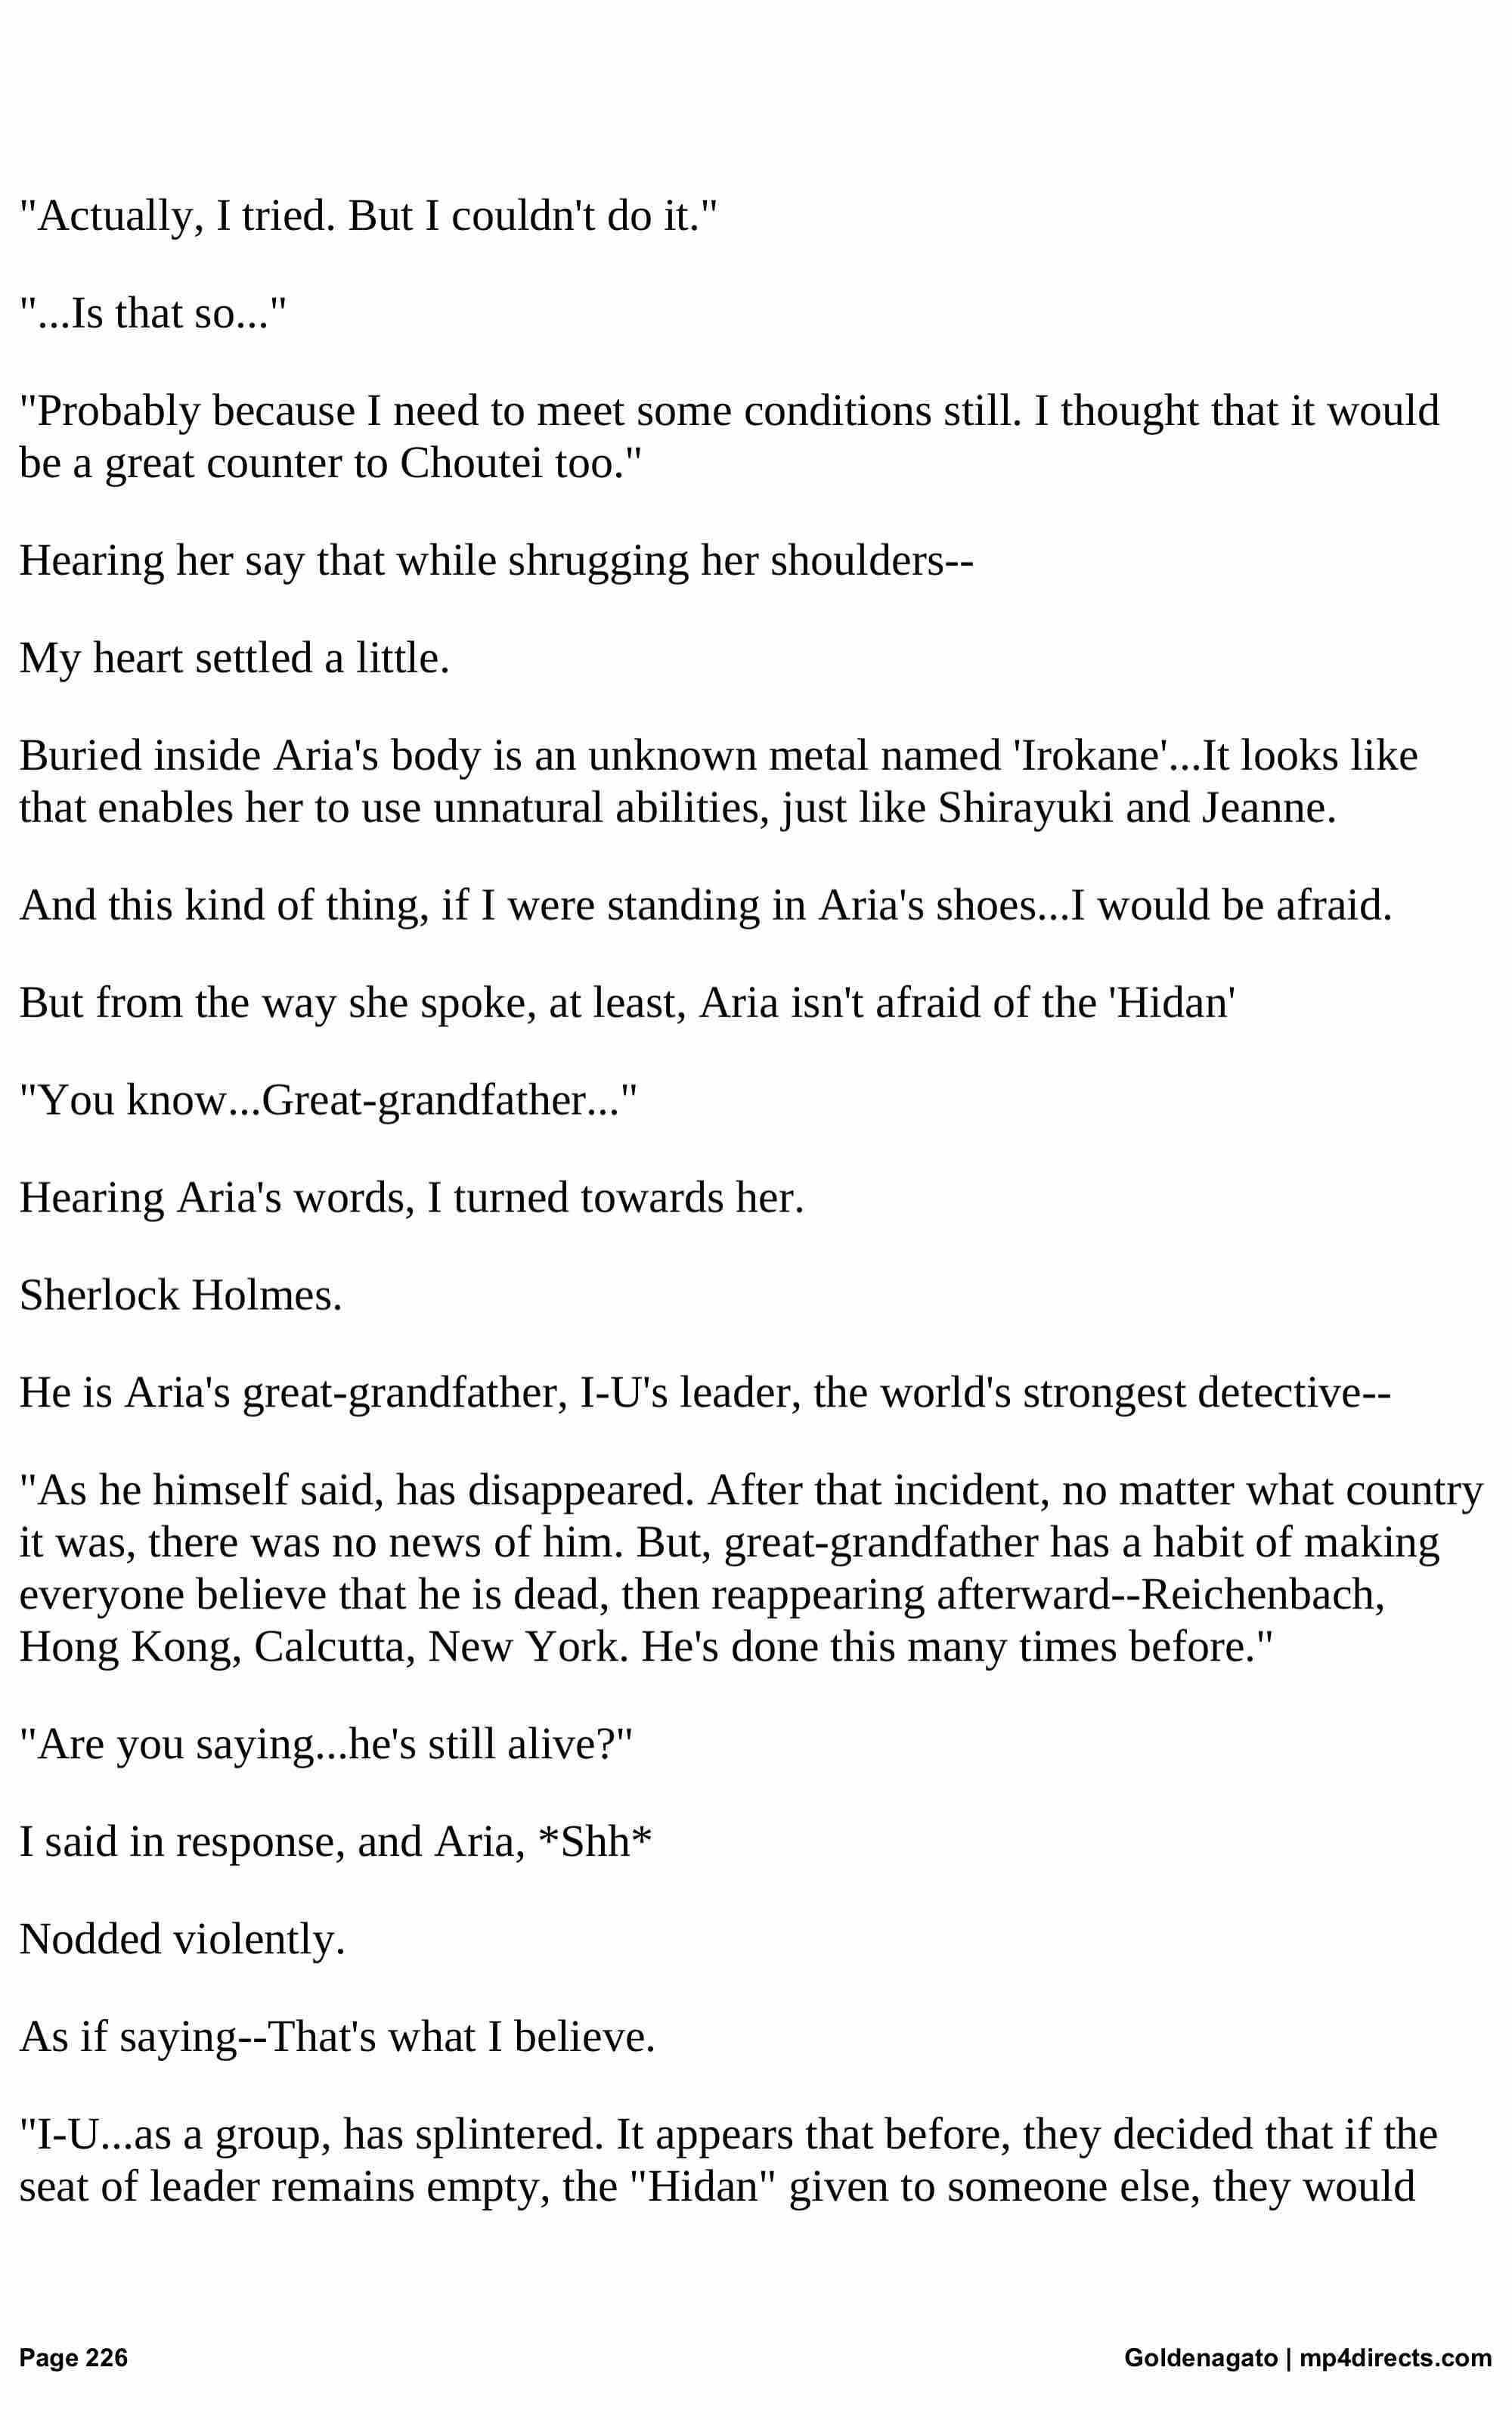 "Actually, I tried. But I couldn't do it."
"...Is that so..."
"Probably because I need to meet some conditions still. I thought that it would
be a great counter to Choutei too."
Hearing her say that while shrugging her shoulders--
My heart settled a little.
Buried inside Aria's body is an unknown metal named 'Irokane'...It looks like
that enables her to use unnatural abilities, just like Shirayuki and Jeanne.
And this kind of thing, if I were standing in Aria's shoes...I would be afraid.
But from the way she spoke, at least, Aria isn't afraid of the 'Hidan'
"You know...Great-grandfather..."
Hearing Aria's words, I turned towards her.
Sherlock Holmes.
He is Aria's great-grandfather, I-U's leader, the world's strongest detective--
"As he himself said, has disappeared. After that incident, no matter what country
it was, there was no news of him. But, great-grandfather has a habit of making
everyone believe that he is dead, then reappearing afterward--Reichenbach,
Hong Kong, Calcutta, New York. He's done this many times before."
"Are you saying...he's still alive?"
I said in response, and Aria, *Shh*
Nodded violently.
As if saying--That's what I believe.
"I-U...as a group, has splintered. It appears that before, they decided that if the
seat of leader remains empty, the "Hidan" given to someone else, they would
Page 226
Goldenagato | mp4directs.com